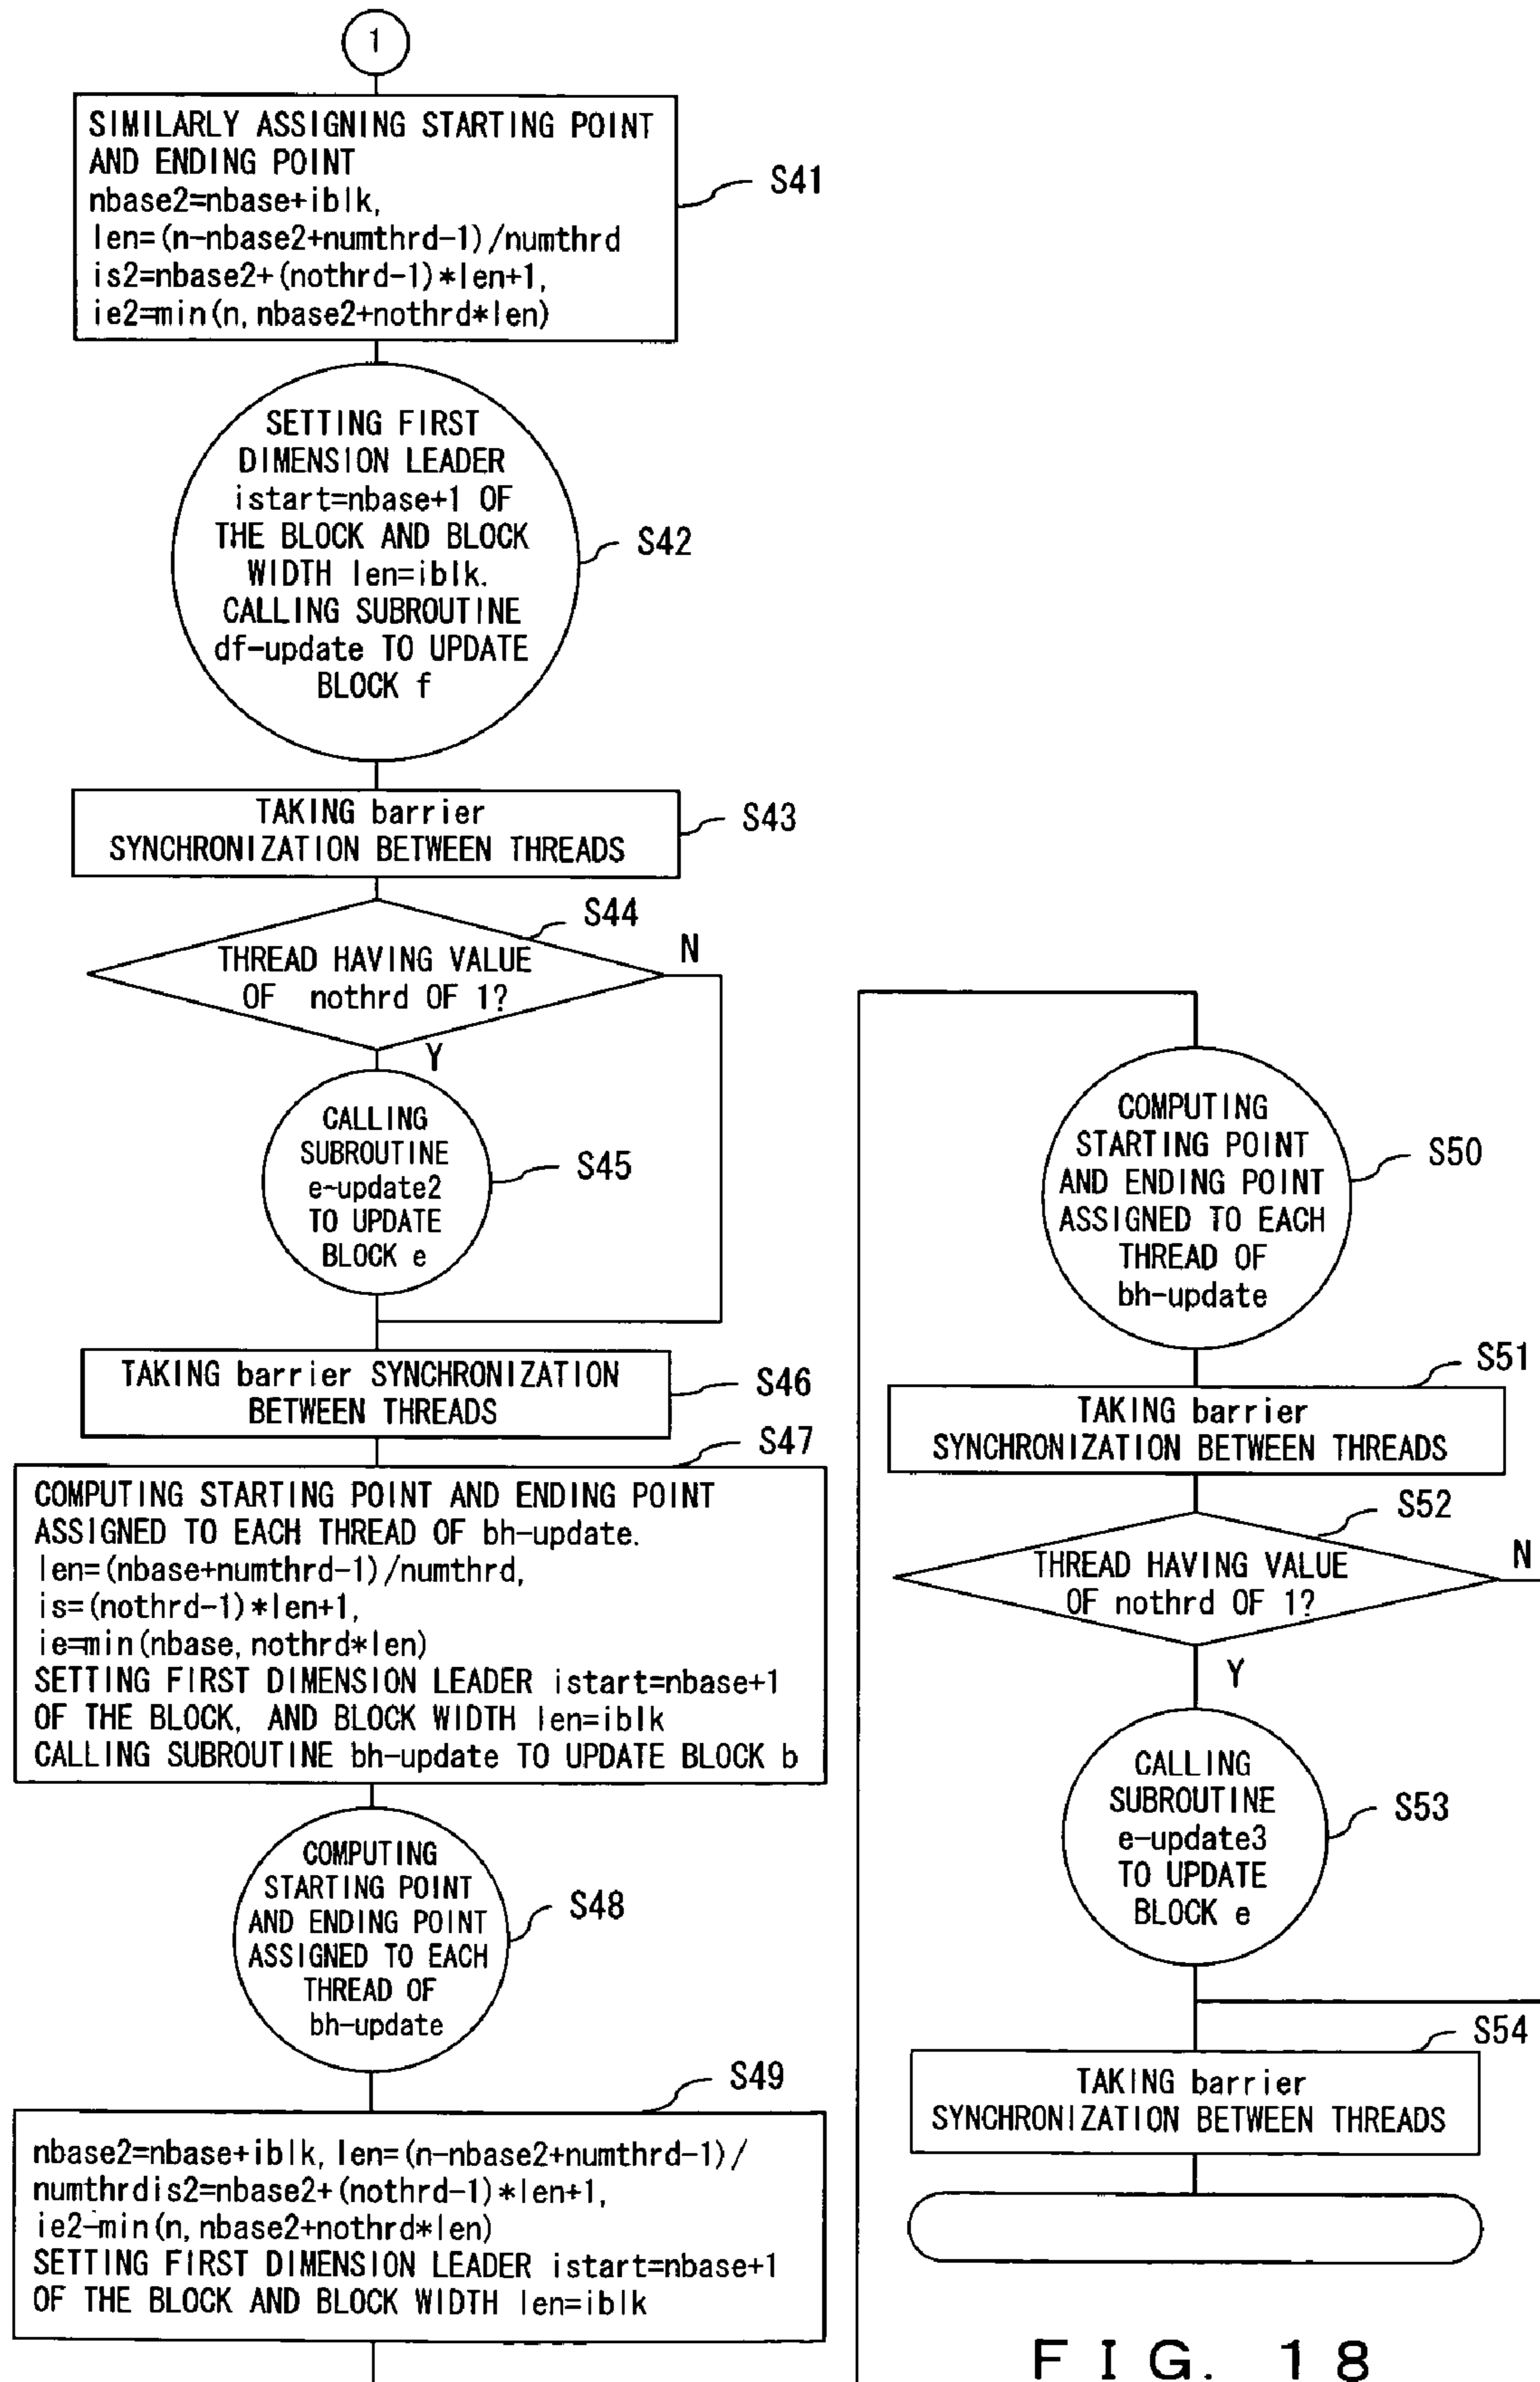 1
SIMILARLY ASSIGNING STARTING POINT
AND ENDING POINT
nbase2=nbase+iblk,
len=(n-nbase2+numthrd-1)/numthrd
is2=nbase2+(nothrd-1)*len+1,
ie2=min(n,nbase2+nothrd*len)
S41
SETTING FIRST
DIMENSION LEADER
istart=nbase+1 OF
THE BLOCK AND BLOCK
WIDTH len=iblk.
CALLING SUBROUTINE
df-update TO UPDATE
BLOCK f
S42
TAKING barrier
SYNCHRONIZATION BETWEEN THREADS
S43
S44
THREAD HAVING VALUE
OF nothrd OF 1?
N
Y
CALLING
SUBROUTINE
e-update2
TO UPDATE
BLOCK e
S45
TAKING barrier SYNCHRONIZATION
BETWEEN THREADS
S46
S47
COMPUTING STARTING POINT AND ENDING POINT
ASSIGNED TO EACH THREAD OF bh-update.
len=(nbase+numthrd-1)/numthrd,
is=(nothrd-1)*len+1,
ie=min(nbase,nothrd*len)
SETTING FIRST DIMENSION LEADER istart=nbase+1
OF THE BLOCK, AND BLOCK WIDTH len=iblk
CALLING SUBROUTINE bh-update TO UPDATE BLOCK b
COMPUTING
STARTING POINT
AND ENDING POINT
ASSIGNED TO EACH
THREAD OF
bh-update
S48
S49
nbase2=nbase+iblk, len=(n-nbase2+numthrd-1)/
numthrdis2=nbase2+(nothrd-1)*len+1,
ie2-min(n,nbase2+nothrd*len)
SETTING FIRST DIMENSION LEADER istart=nbase+1
OF THE BLOCK AND BLOCK WIDTH len=iblk
COMPUTING
STARTING POINT
AND ENDING POINT
ASSIGNED TO EACH
THREAD OF
bh-update
S50
S51
TAKING barrier
SYNCHRONIZATION BETWEEN THREADS
S52
THREAD HAVING VALUE
OF nothrd OF 1?
N
Y
CALLING
SUBROUTINE
e-update3
TO UPDATE
BLOCK e
S53
S54
TAKING barrier
SYNCHRONIZATION BETWEEN THREADS
FIG. 18